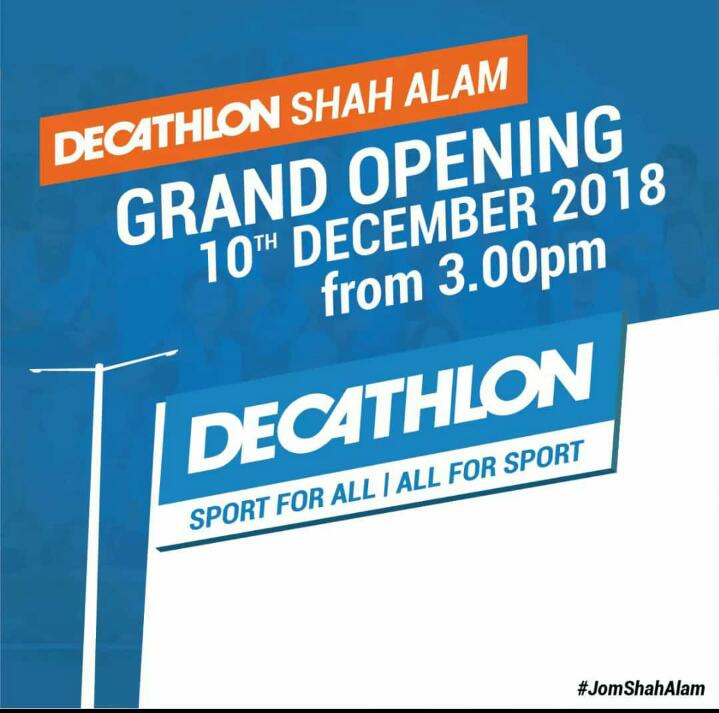 DECATHLON SHAH ALAM
GRAND OPENING
10TH DECEMBER 2018
from 3.00pm
DECATHLON
SPORT FOR ALL | ALL FOR SPORT
#JomShahAlam